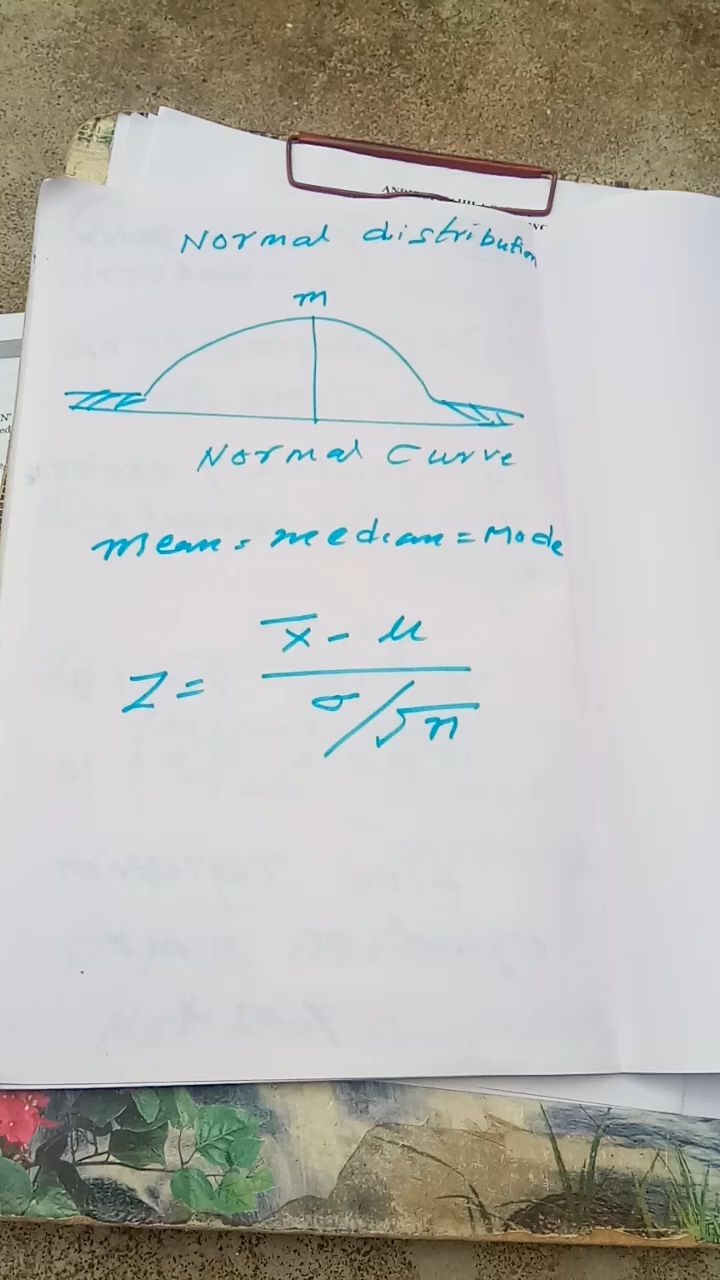 Normal distribution
m
Normal Curve
mean = median = Mode
Z = x̄ - μ / σ/√n